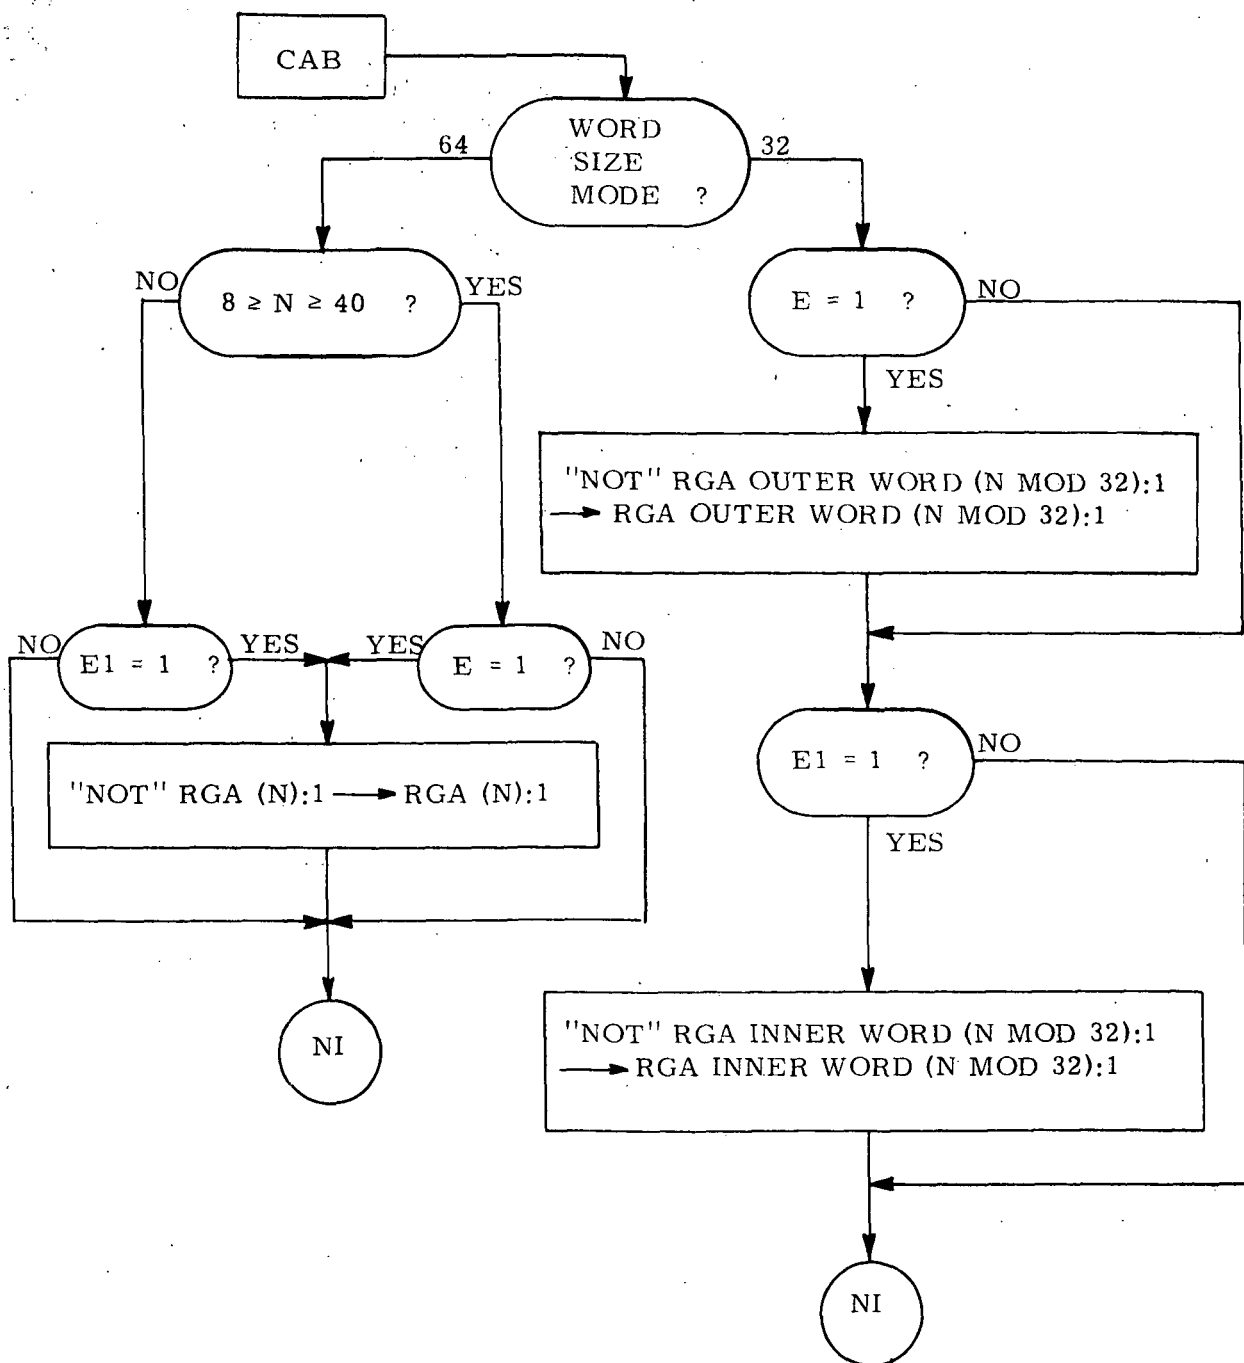 CAB
WORD
SIZE
MODE ?
64
32
8 ≥ N ≥ 40 ?
NO
YES
E = 1 ?
NO
YES
"NOT" RGA OUTER WORD (N MOD 32):1
→ RGA OUTER WORD (N MOD 32):1
NO
E1 = 1 ?
YES
YES
E = 1 ?
NO
"NOT" RGA (N):1 → RGA (N):1
NI
E1 = 1 ?
NO
YES
"NOT" RGA INNER WORD (N MOD 32):1
→ RGA INNER WORD (N MOD 32):1
NI